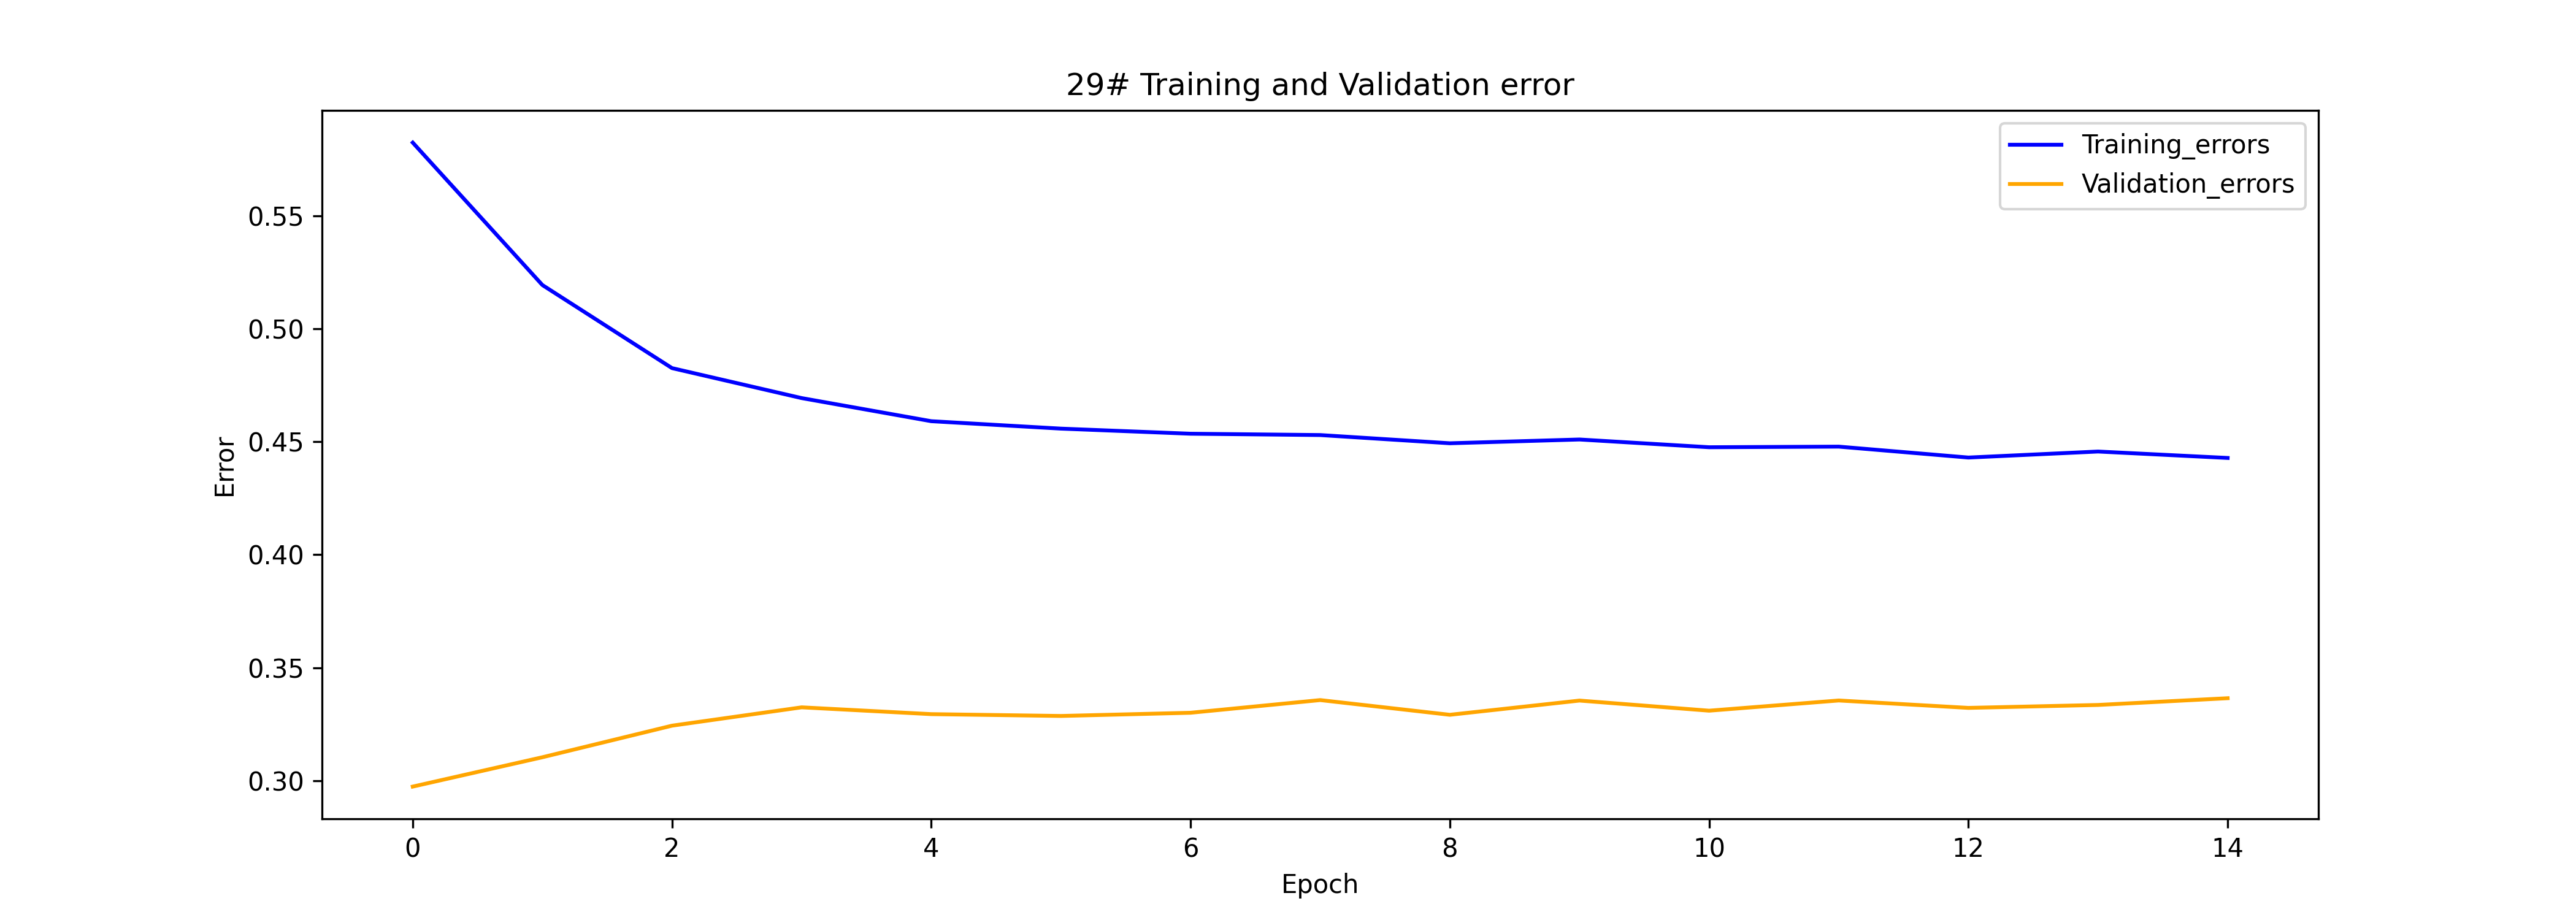 29# Training and Validation error
Training_errors
Validation_errors
0.55
0.50
0.45
0.40
0.35
0.30
Error
0 2 4 6 8 10 12 14
Epoch